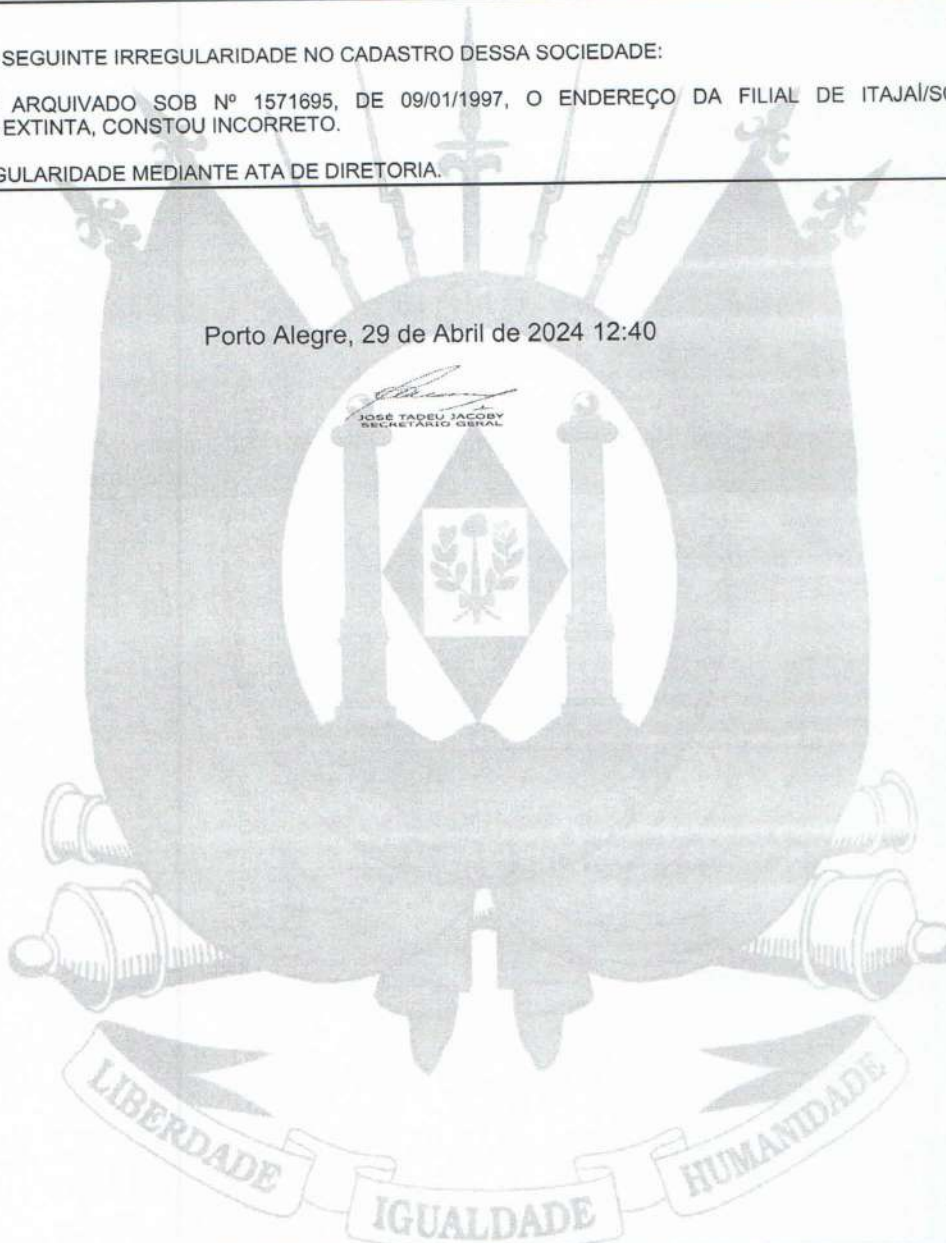 SEGUINTE IRREGULARIDADE NO CADASTRO DESSA SOCIEDADE:
ARQUIVADO SOB Nº 1571695, DE 09/01/1997, O ENDEREÇO DA FILIAL DE ITAJAÍ/SC
EXTINTA, CONSTOU INCORRETO.
GULARIDADE MEDIANTE ATA DE DIRETORIA.
Porto Alegre, 29 de Abril de 2024 12:40
JOSÉ TADEU JACOBY
SECRETÁRIO GERAL
LIBERDADE
IGUALDADE
HUMANIDADE